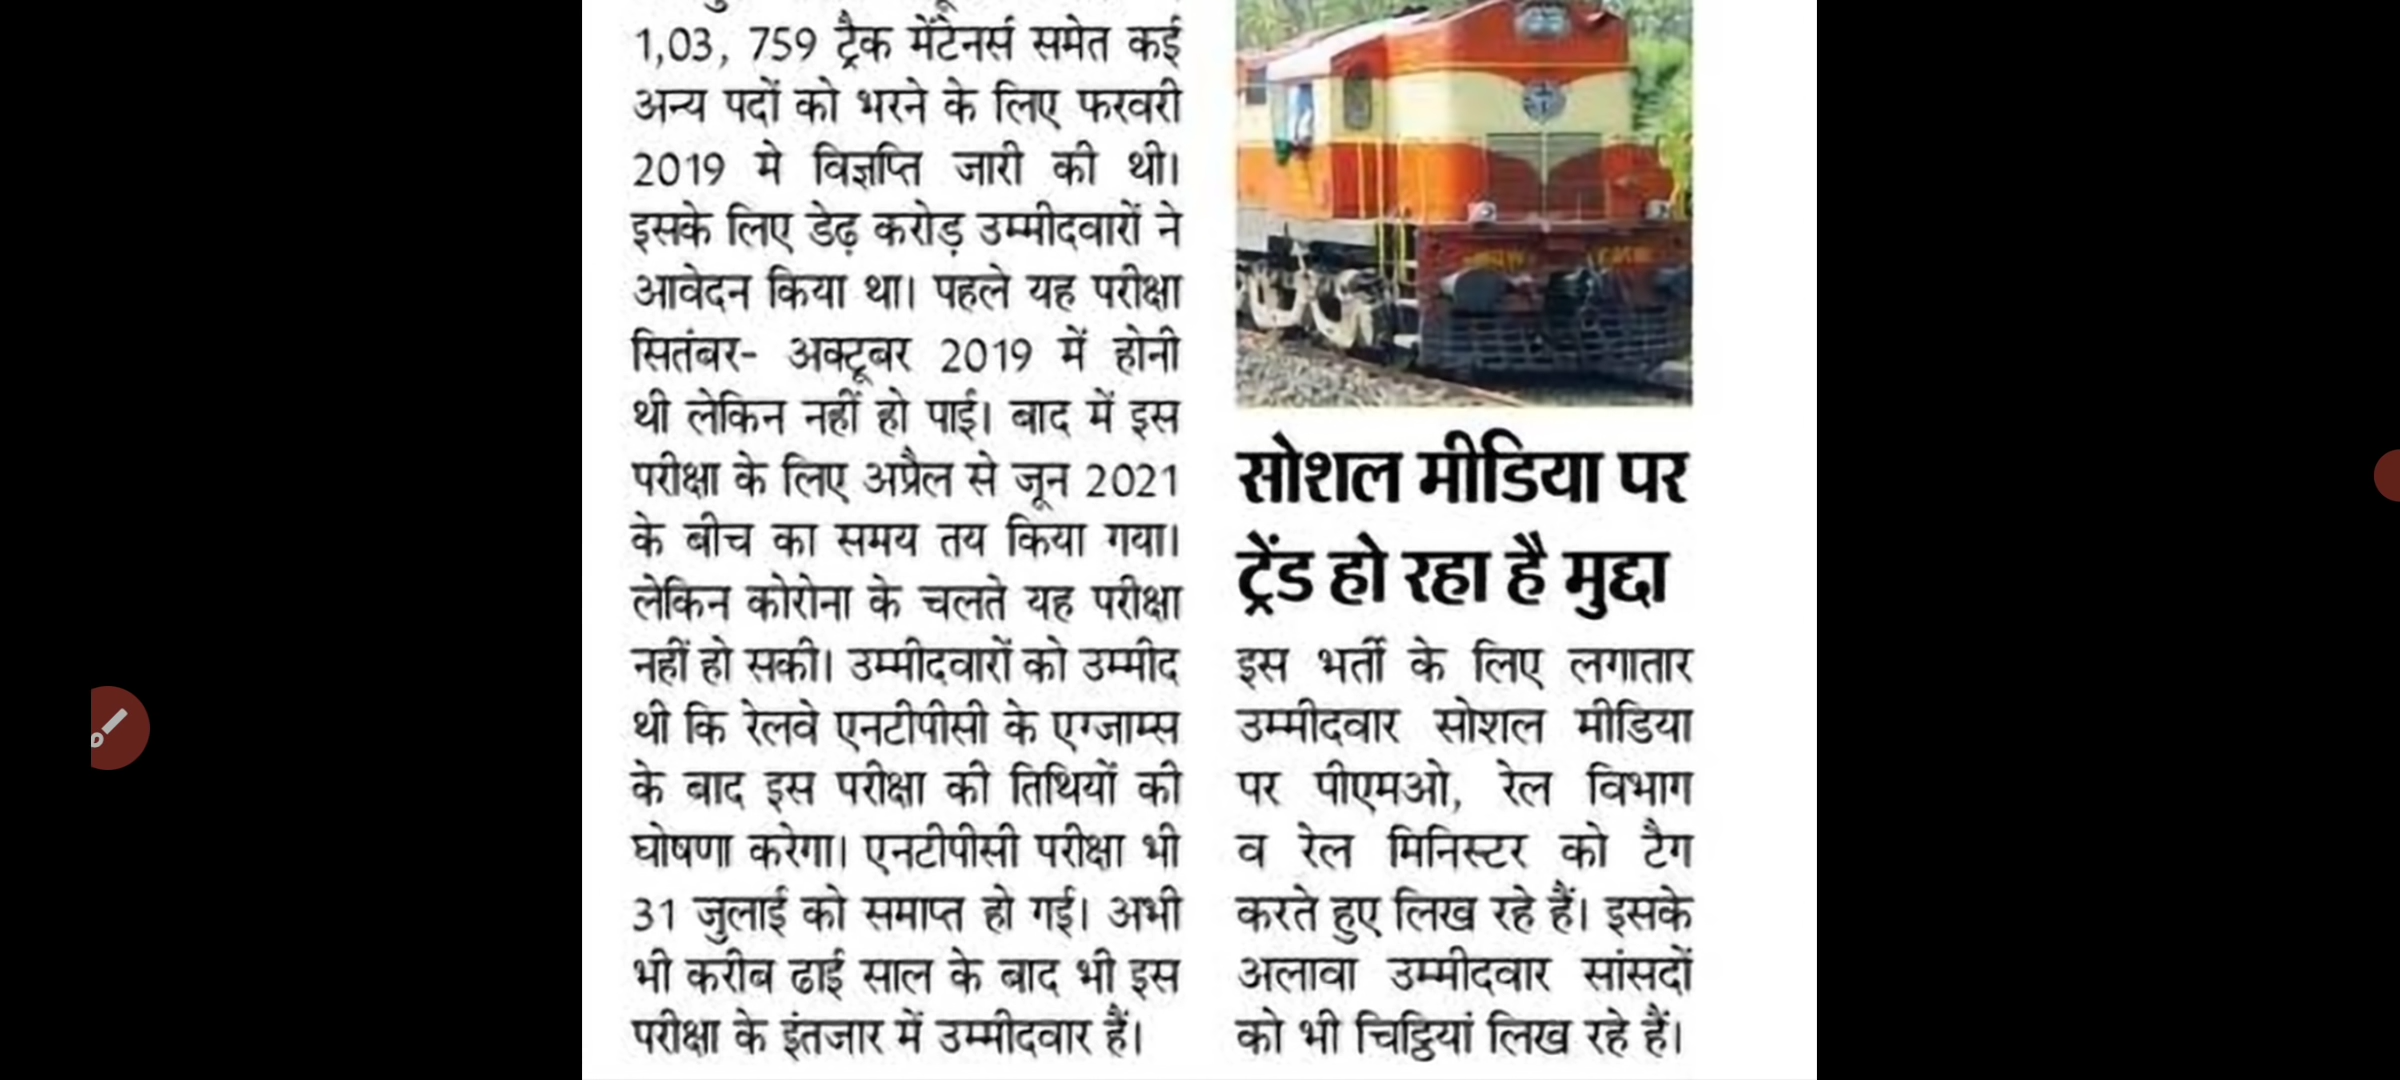 1,03, 759 ट्रैक मेंटेनर्स समेत कई
अन्य पदों को भरने के लिए फरवरी
2019 मे विज्ञप्ति जारी की थी।
इसके लिए डेढ़ करोड़ उम्मीदवारों ने
आवेदन किया था। पहले यह परीक्षा
सितंबर- अक्टूबर 2019 में होनी
थी लेकिन नहीं हो पाई। बाद में इस
परीक्षा के लिए अप्रैल से जून 2021
के बीच का समय तय किया गया।
लेकिन कोरोना के चलते यह परीक्षा
नहीं हो सकी। उम्मीदवारों को उम्मीद
थी कि रेलवे एनटीपीसी के एग्जाम्स
के बाद इस परीक्षा की तिथियों की
घोषणा करेगा। एनटीपीसी परीक्षा भी
31 जुलाई को समाप्त हो गई। अभी
भी करीब ढाई साल के बाद भी इस
परीक्षा के इंतजार में उम्मीदवार हैं।
सोशल मीडिया पर
ट्रेंड हो रहा है मुद्दा
इस भर्ती के लिए लगातार
उम्मीदवार सोशल मीडिया
पर पीएमओ, रेल विभाग
व रेल मिनिस्टर को टैग
करते हुए लिख रहे हैं। इसके
अलावा उम्मीदवार सांसदों
को भी चिट्ठियां लिख रहे हैं।